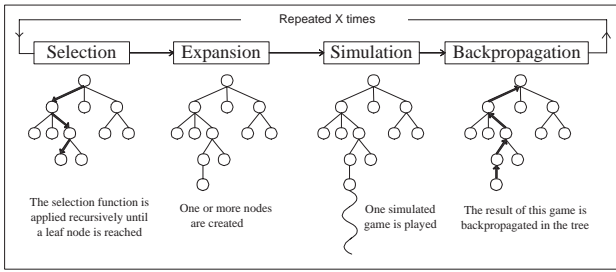 Repeated X times
Selection
Expansion
Simulation
Backpropagation
The selection function is
applied recursively until
a leaf node is reached
One or more nodes
are created
One simulated
game is played
The result of this game is
backpropagated in the tree